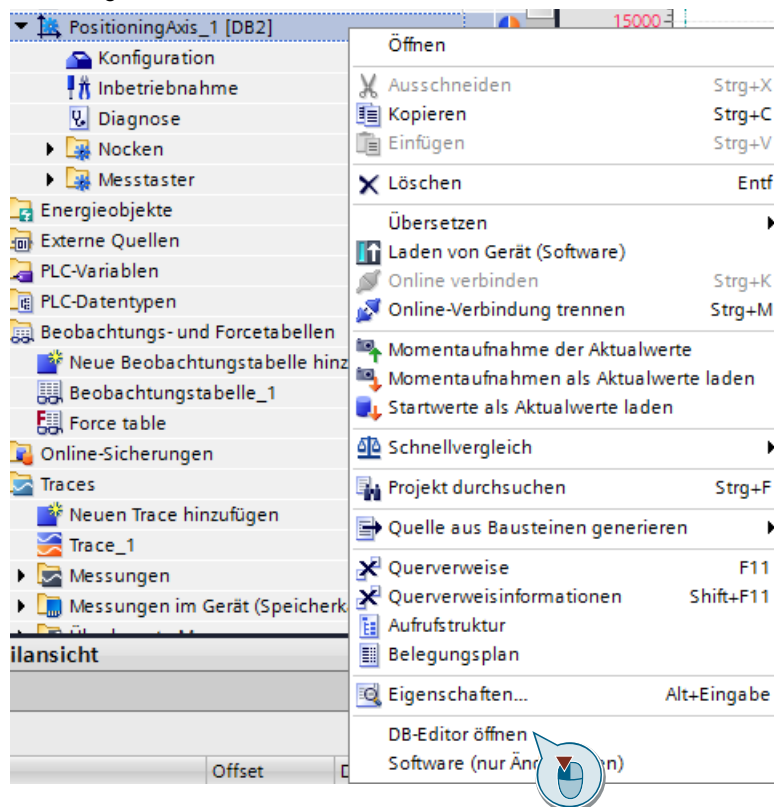 PositioningAxis_1 [DB2]
Konfiguration
Inbetriebnahme
Diagnose
Nocken
Messtaster
Energieobjekte
Externe Quellen
PLC-Variablen
PLC-Datentypen
Beobachtungs- und Forcetabellen
Neue Beobachtungstabelle hinz
Beobachtungstabelle_1
Force table
Online-Sicherungen
Traces
Neuen Trace hinzufügen
Trace_1
Messungen
Messungen im Gerät (Speicherk
ilansicht
Offset
15000
Öffnen
Ausschneiden Strg+X
Kopieren Strg+C
Einfügen Strg+V
Löschen Entf
Übersetzen
Laden von Gerät (Software)
Online verbinden Strg+K
Online-Verbindung trennen Strg+M
Momentaufnahme der Aktualwerte
Momentaufnahmen als Aktualwerte laden
Startwerte als Aktualwerte laden
Schnellvergleich
Projekt durchsuchen Strg+F
Quelle aus Bausteinen generieren
Querverweise F11
Querverweisinformationen Shift+F11
Aufrufstruktur
Belegungsplan
Eigenschaften... Alt+Eingabe
DB-Editor öffnen
Software (nur Änd en)